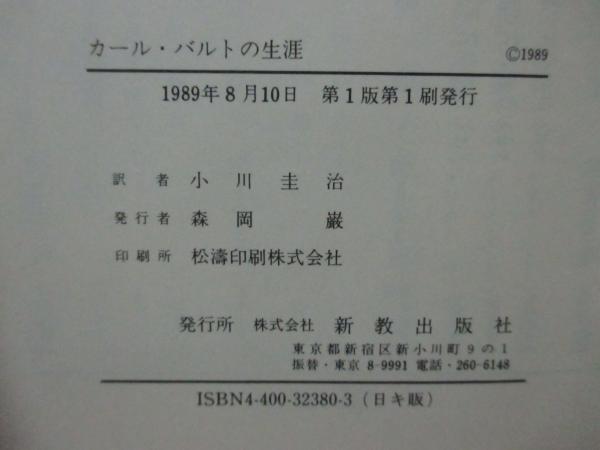 カール・バルトの生涯 ©1989
1989年8月10日 第1版第1刷発行
訳者 小川圭治
発行者 森岡巌
印刷所 松濤印刷株式会社
発行所 株式会社 新教出版社
東京都新宿区新小川町9の1
振替・東京 8-9991 電話・260-6148
ISBN4-400-32380-3 (日キ販)